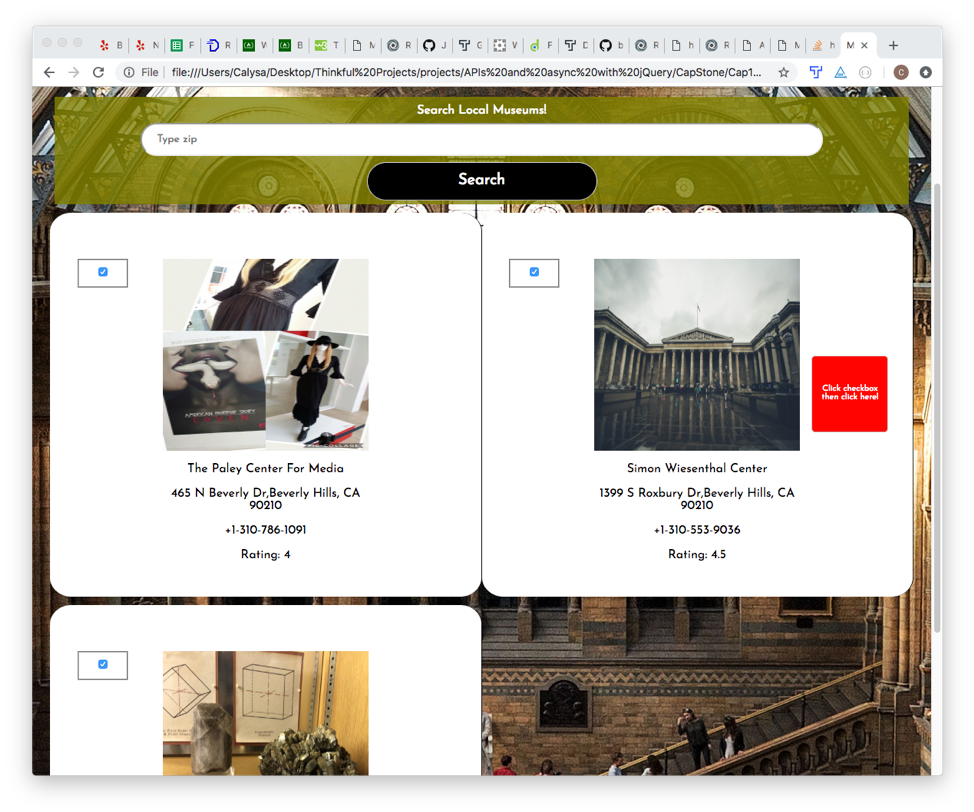 B
N
F
R
V
B
T
M
R
J
G
V
F
D
b
R
h
R
A
M
h
M
File
file:///Users/Calysa/Desktop/Thinkful%20Projects/projects/APIs%20and%20async%20with%20jQuery/CapStone/Cap1...
C
Search Local Museums!
Type zip
Search
Click checkbox
then click here!
The Paley Center For Media
465 N Beverly Dr,Beverly Hills, CA
90210
+1-310-786-1091
Rating: 4
Simon Wiesenthal Center
1399 S Roxbury Dr,Beverly Hills, CA
90210
+1-310-553-9036
Rating: 4.5